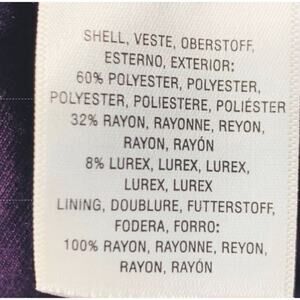 SHELL, VESTE, OBERSTOFF,
ESTERNO, EXTERIOR:
60% POLYESTER, POLYESTER,
POLYESTER, POLIESTERE, POLIÉSTER
32% RAYON, RAYONNE, REYON,
RAYON, RAYÓN
8% LUREX, LUREX, LUREX,
LUREX, LUREX
LINING, DOUBLURE, FUTTERSTOFF,
FODERA, FORRO:
100% RAYON, RAYONNE, REYON,
RAYON, RAYÓN